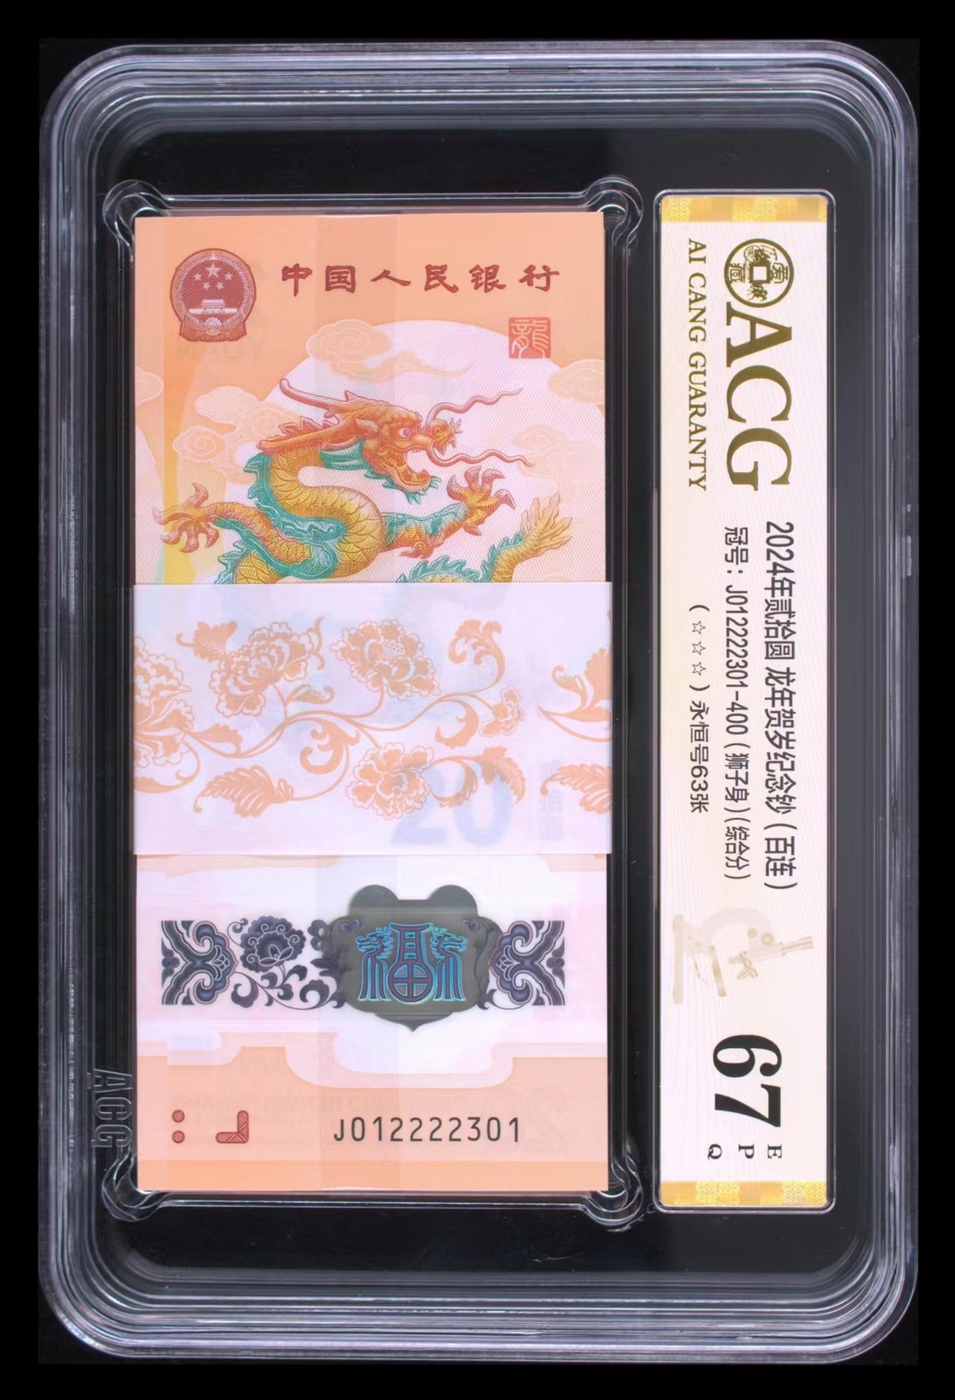 中国人民银行
龍
20
J012222301
ACG
ACG
AI CANG GUARANTY
2024年贰拾圆 龙年贺岁纪念钞(百连)
冠号:J012222301-400(狮子身)(综合分)
(☆☆☆)永恒号63张
67
E
P
Q